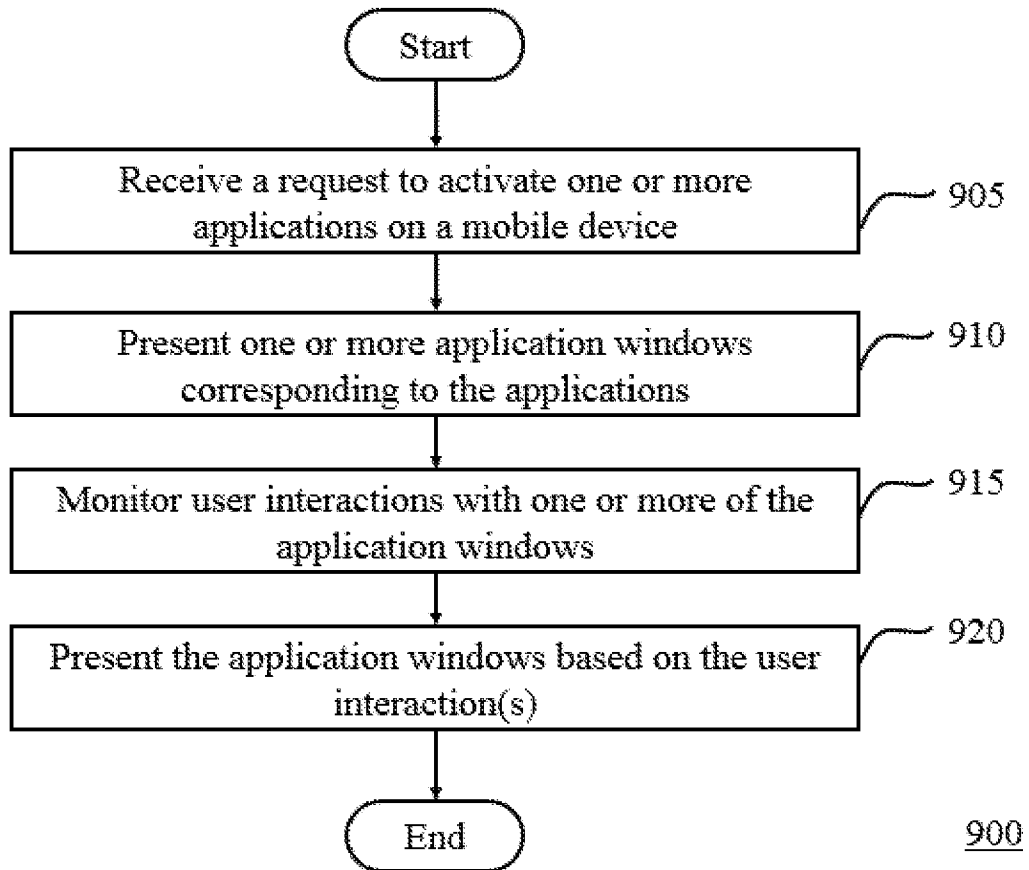 Start
Receive a request to activate one or more
applications on a mobile device
905
Present one or more application windows
corresponding to the applications
910
Monitor user interactions with one or more of the
application windows
915
Present the application windows based on the user
interaction(s)
920
End
900